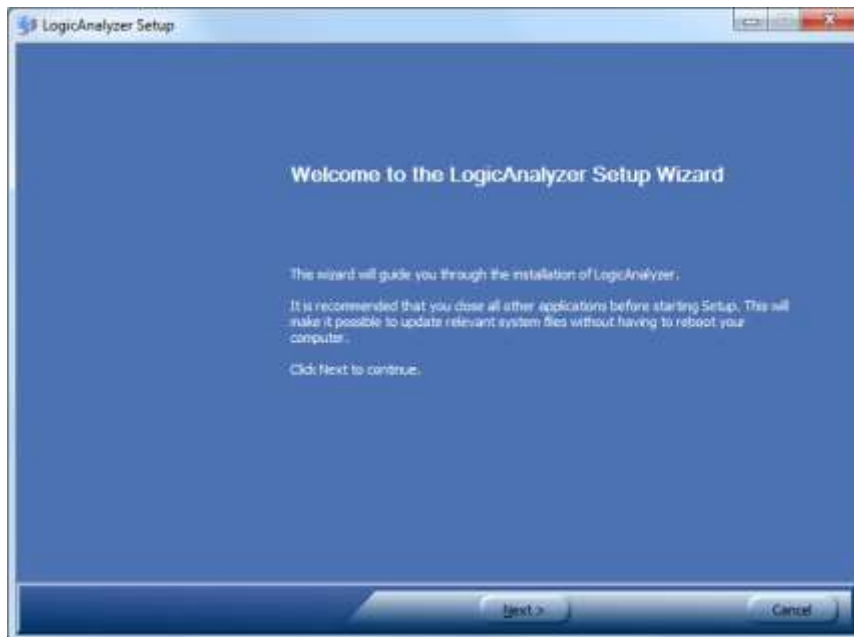 LogicAnalyzer Setup
Welcome to the LogicAnalyzer Setup Wizard
This wizard will guide you through the installation of LogicAnalyzer.
It is recommended that you close all other applications before starting Setup. This will
make it possible to update relevant system files without having to reboot your
computer.
Click Next to continue.
Next >
Cancel